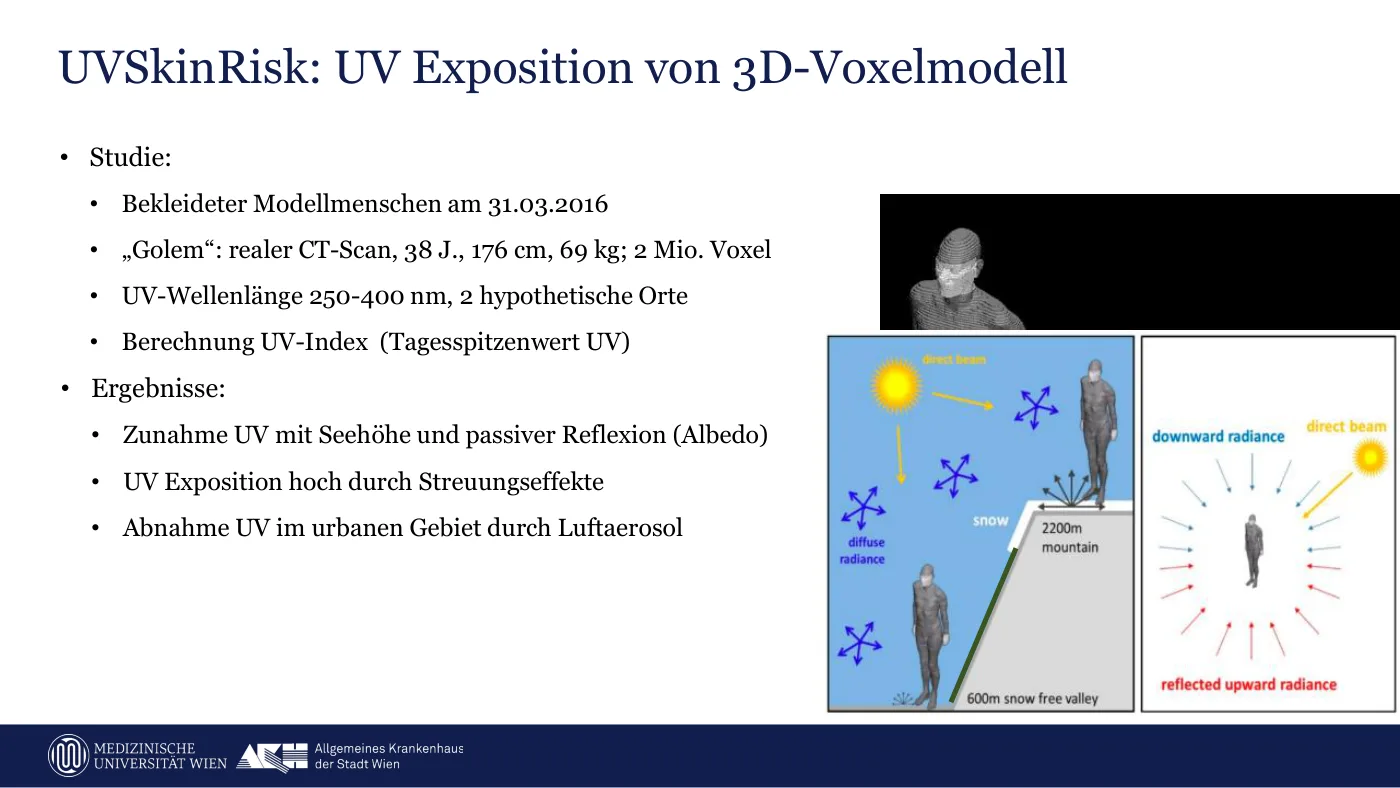 UVSkinRisk: UV Exposition von 3D-Voxelmodell
• Studie:
• Bekleideter Modellmenschen am 31.03.2016
• „Golem“: realer CT-Scan, 38 J., 176 cm, 69 kg; 2 Mio. Voxel
• UV-Wellenlänge 250-400 nm, 2 hypothetische Orte
• Berechnung UV-Index (Tagesspitzenwert UV)
• Ergebnisse:
• Zunahme UV mit Seehöhe und passiver Reflexion (Albedo)
• UV Exposition hoch durch Streuungseffekte
• Abnahme UV im urbanen Gebiet durch Luftaerosol
direct beam
snow
2200m
mountain
diffuse
radiance
600m snow free valley
downward radiance
direct beam
reflected upward radiance
MEDIZINISCHE
UNIVERSITÄT WIEN
AKH
Allgemeines Krankenhaus
der Stadt Wien